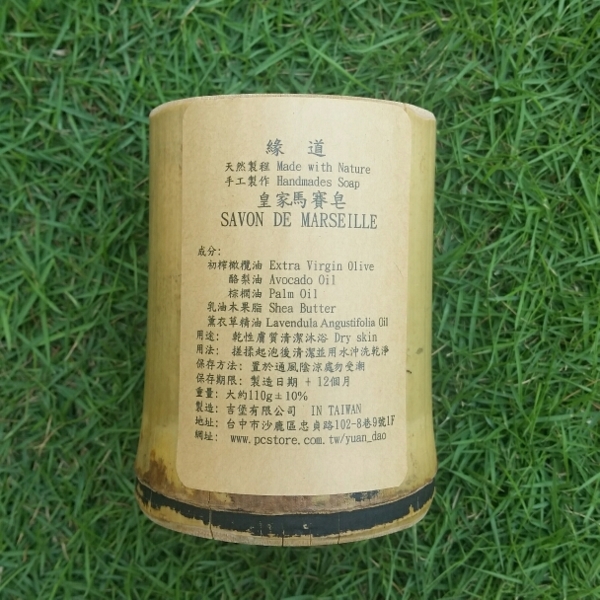 緣 道
天然製程 Made with Nature
手工製作 Handmades Soap
皇家馬賽皂
SAVON DE MARSEILLE
成分:
初榨橄欖油 Extra Virgin Olive
酪梨油 Avocado Oil
棕櫚油 Palm Oil
乳油木果脂 Shea Butter
薰衣草精油 Lavendula Angustifolia Oil
用途: 乾性膚質清潔沐浴 Dry skin
用法: 搓揉起泡後清潔並用水沖洗乾淨
保存方法: 置於通風陰涼處勿受潮
保存期限: 製造日期 + 12個月
重量: 大約110g±10%
製造: 吉堡有限公司 IN TAIWAN
地址: 台中市沙鹿區忠貞路102-8巷9號1F
網址: www.pcstore.com.tw/yuan_dao